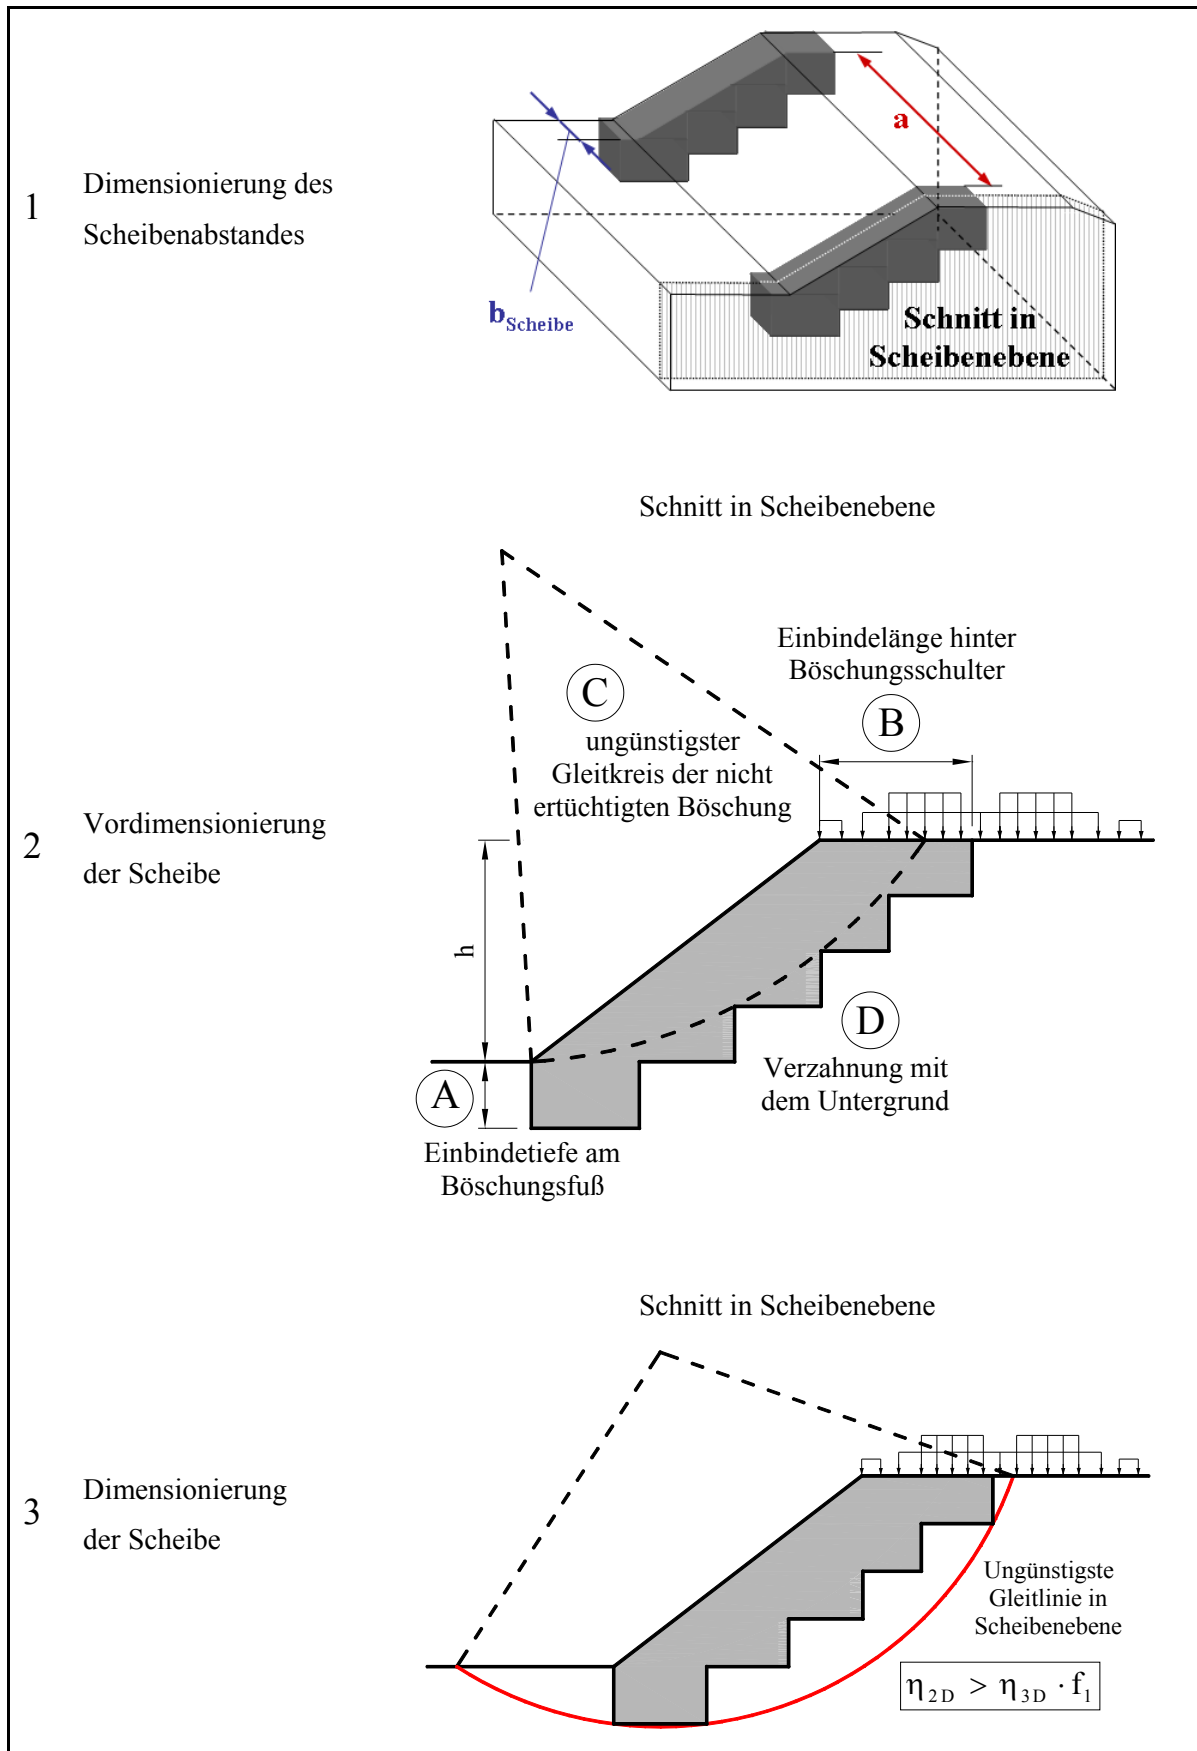 1
Dimensionierung des
Scheibenabstandes
a
b Scheibe
Schnitt in
Scheibenebene
Schnitt in Scheibenebene
2
Vordimensionierung
der Scheibe
Einbindelänge hinter
Böschungsschulter
B
C
ungünstigster
Gleitkreis der nicht
ertüchtigten Böschung
h
D
Verzahnung mit
dem Untergrund
A
Einbindetiefe am
Böschungsfuß
Schnitt in Scheibenebene
3
Dimensionierung
der Scheibe
Ungünstigste
Gleitlinie in
Scheibenebene
η2D > η3D · f1